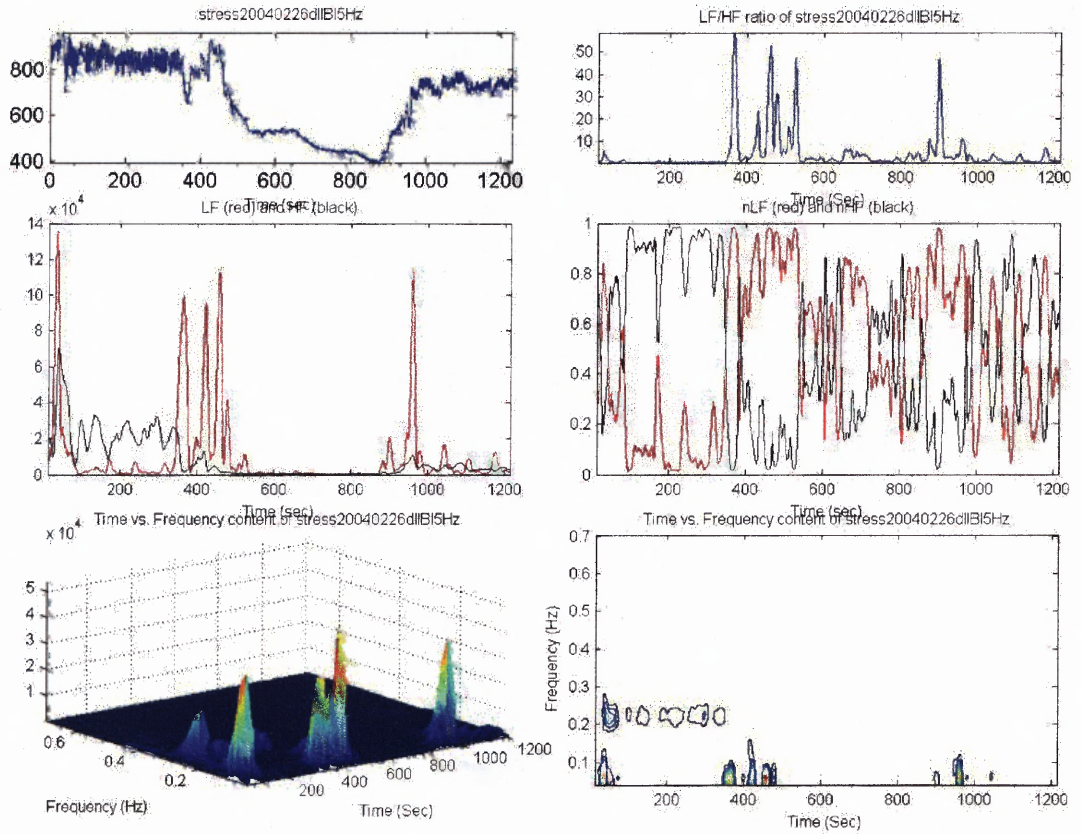 stress20040226dIIBI5Hz
800
600
400
0 200 400 600 800 1000 1200
Time (sec)
LF/HF ratio of stress20040226dIIBI5Hz
50
40
30
20
10
200 400 600 800 1000 1200
Time (Sec)
LF (red) and HF (black)
x 10^4
14
12
10
8
6
4
2
0
200 400 600 800 1000 1200
Time (sec)
nLF (red) and nHF (black)
1
0.8
0.6
0.4
0.2
0
200 400 600 800 1000 1200
Time (Sec)
Time vs. Frequency content of stress20040226dIIBI5Hz
x 10^4
5
4
3
2
1
0.6 0.4 0.2
200 400 600 800 1000 1200
Frequency (Hz)
Time (Sec)
Time vs. Frequency content of stress20040226dIIBI5Hz
0.7
0.6
0.5
0.4
0.3
0.2
0.1
Frequency (Hz)
200 400 600 800 1000 1200
Time (Sec)